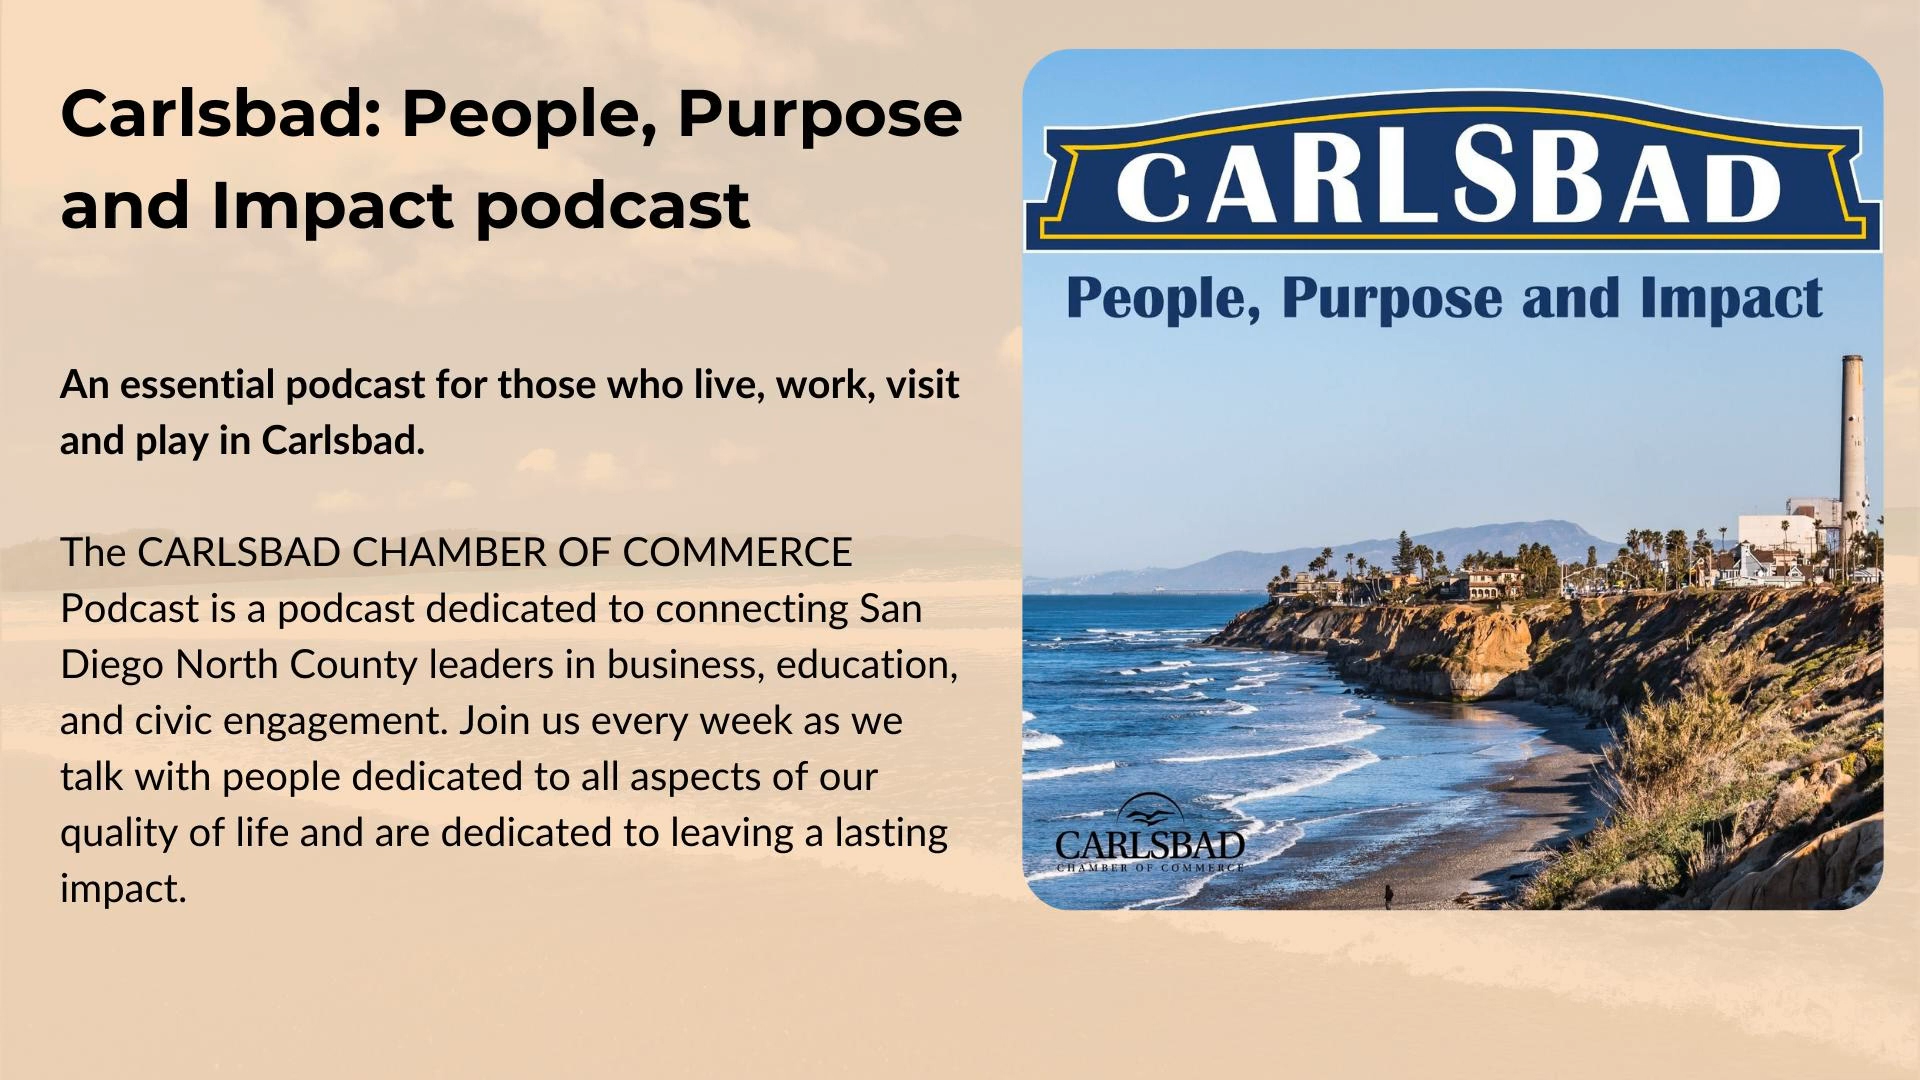 Carlsbad: People, Purpose
and Impact podcast
An essential podcast for those who live, work, visit
and play in Carlsbad.
The CARLSBAD CHAMBER OF COMMERCE
Podcast is a podcast dedicated to connecting San
Diego North County leaders in business, education,
and civic engagement. Join us every week as we
talk with people dedicated to all aspects of our
quality of life and are dedicated to leaving a lasting
impact.
CARLSBAD
People, Purpose and Impact
CARLSBAD
CHAMBER OF COMMERCE